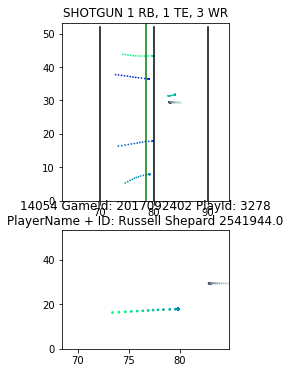 SHOTGUN 1 RB, 1 TE, 3 WR
50
40
30
20
10
0
70 80 90
14054 GameId: 2017092402 PlayId: 3278
PlayerName + ID: Russell Shepard 2541944.0
40
20
0
70 75 80